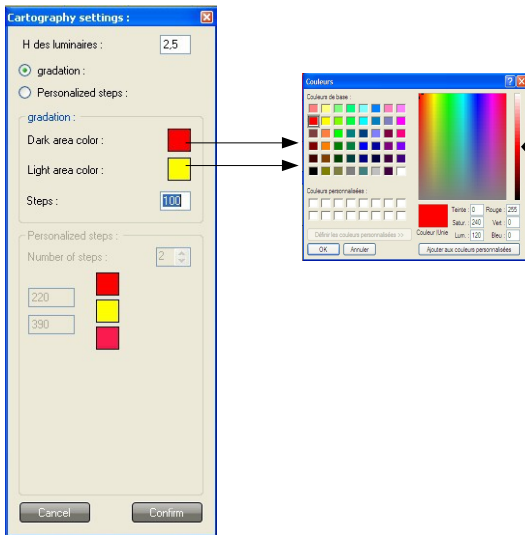 Cartography settings :
H des luminaires :
2,5
gradation :
Personalized steps :
gradation :
Dark area color :
Light area color :
Steps :
100
Personalized steps :
Number of steps :
2
220
390
Cancel
Confirm
Couleurs
Couleurs de base :
Couleurs personnalisées :
Définir les couleurs personnalisées >>
OK
Annuler
Couleur|Unie
Teinte : 0
Satur. : 240
Lum. : 120
Rouge : 255
Vert : 0
Bleu : 0
Ajouter aux couleurs personnalisées